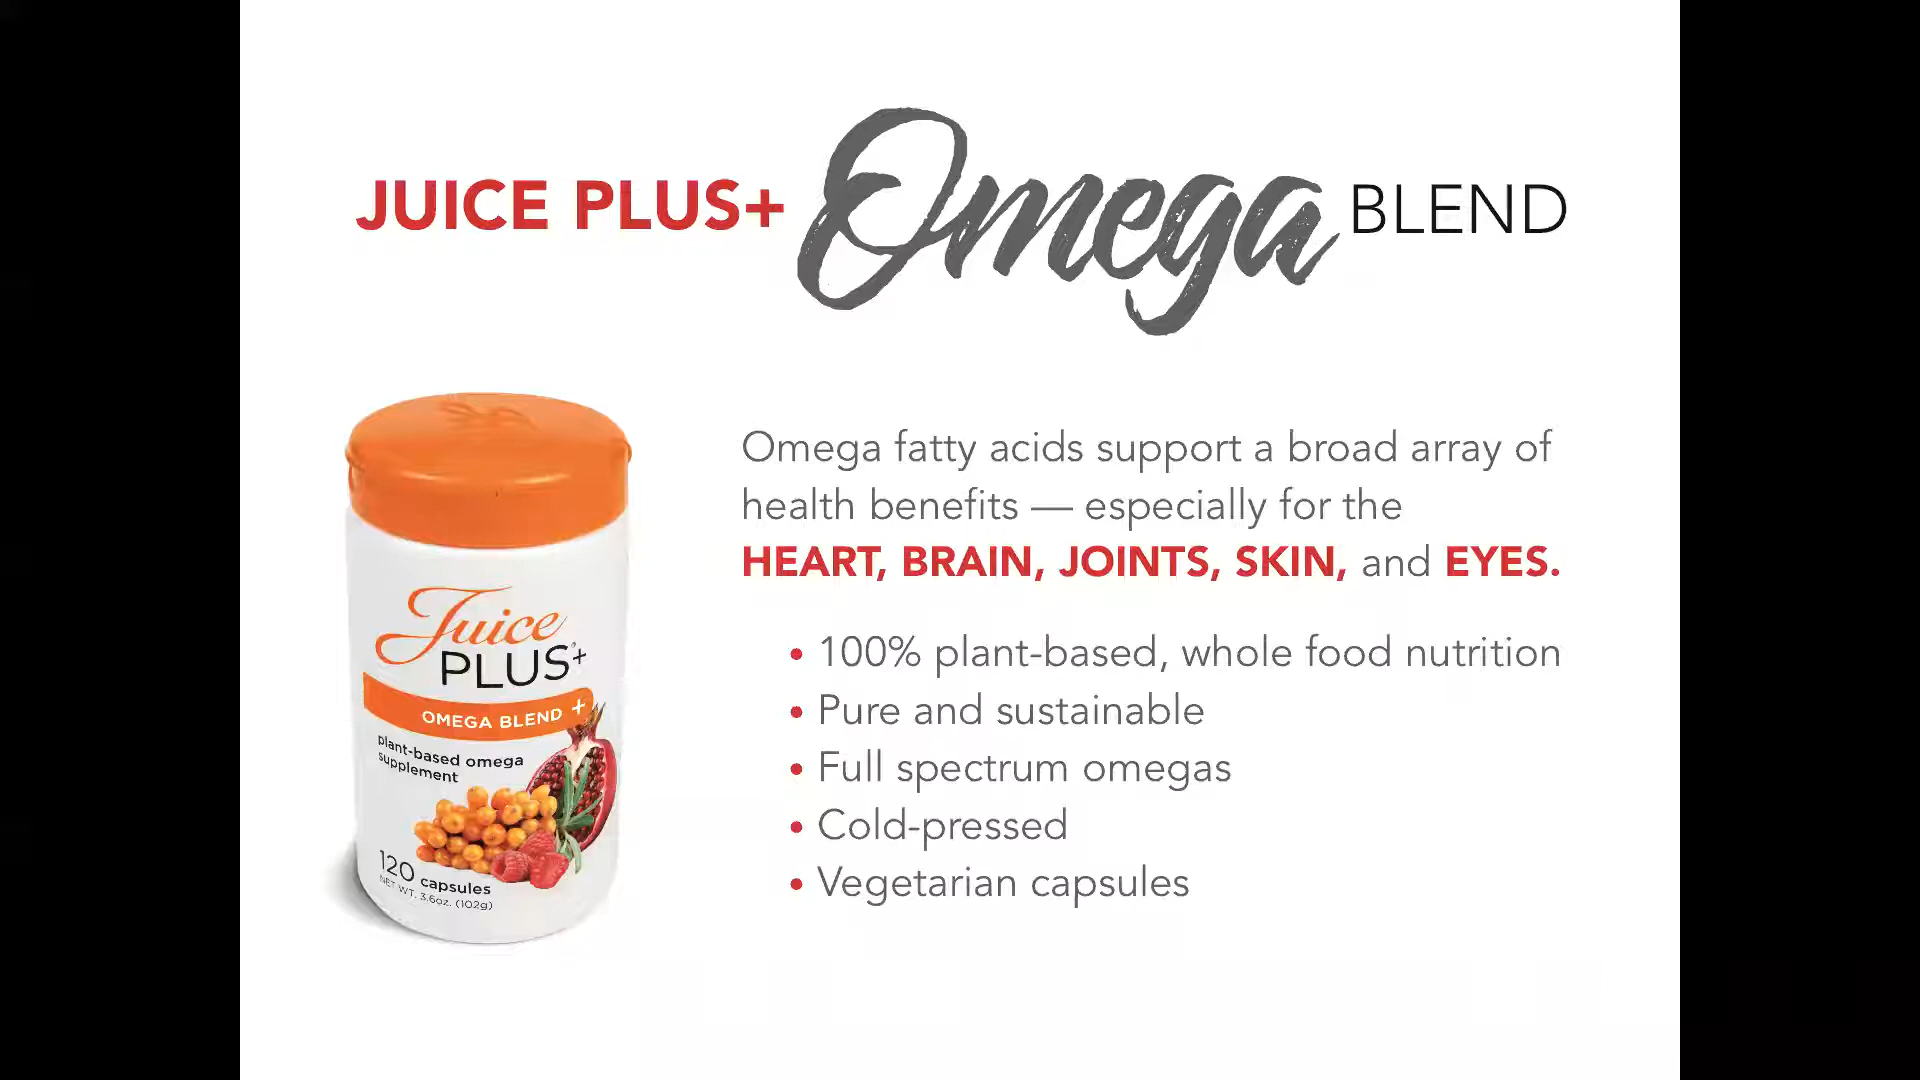 JUICE PLUS+ Omega BLEND
Omega fatty acids support a broad array of
health benefits — especially for the
HEART, BRAIN, JOINTS, SKIN, and EYES.
• 100% plant-based, whole food nutrition
• Pure and sustainable
• Full spectrum omegas
• Cold-pressed
• Vegetarian capsules
Juice
PLUS+®
OMEGA BLEND +
plant-based omega
supplement
120 capsules
NET WT. 3.6oz. (102g)